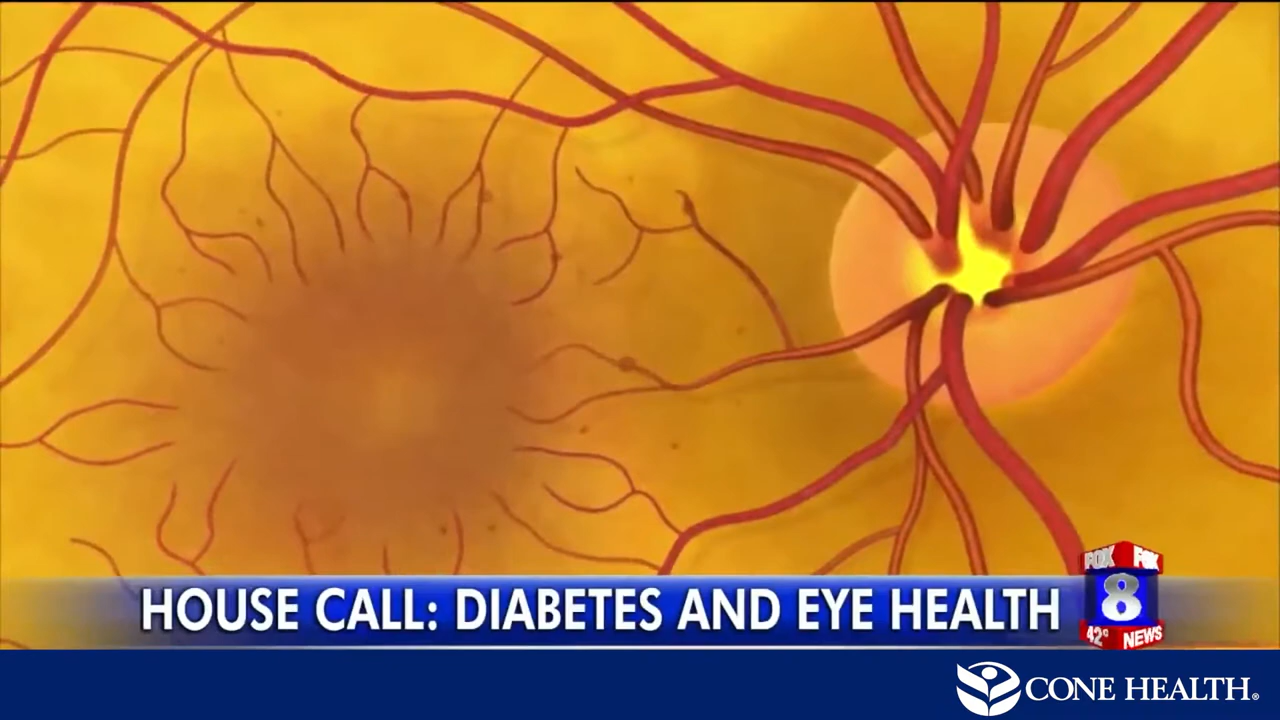 HOUSE CALL: DIABETES AND EYE HEALTH
FOX FOX
8
42° NEWS
CONE HEALTH®